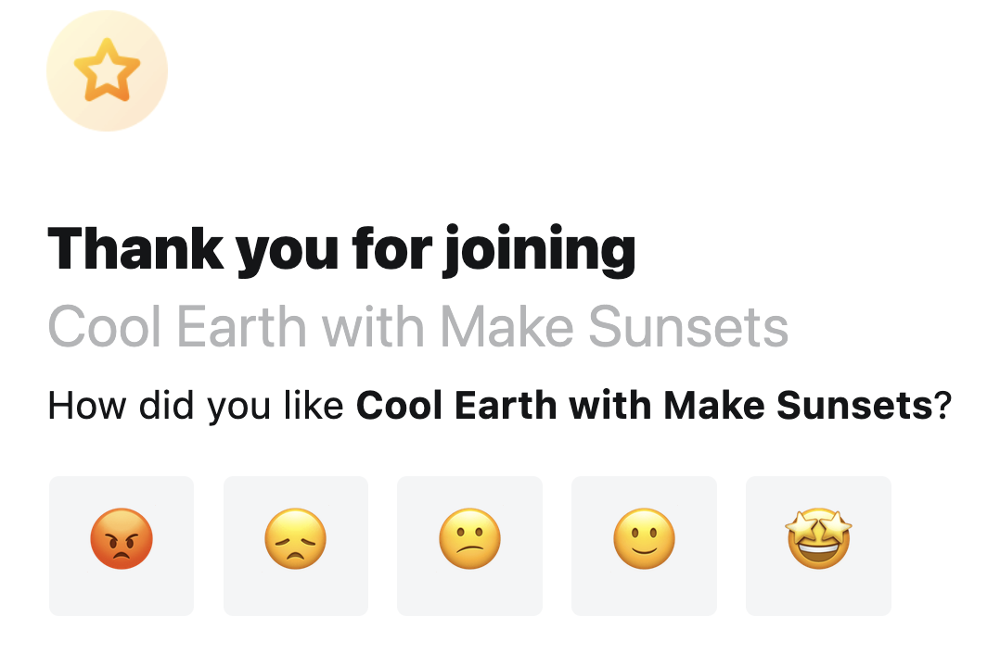 Thank you for joining
Cool Earth with Make Sunsets
How did you like Cool Earth with Make Sunsets?